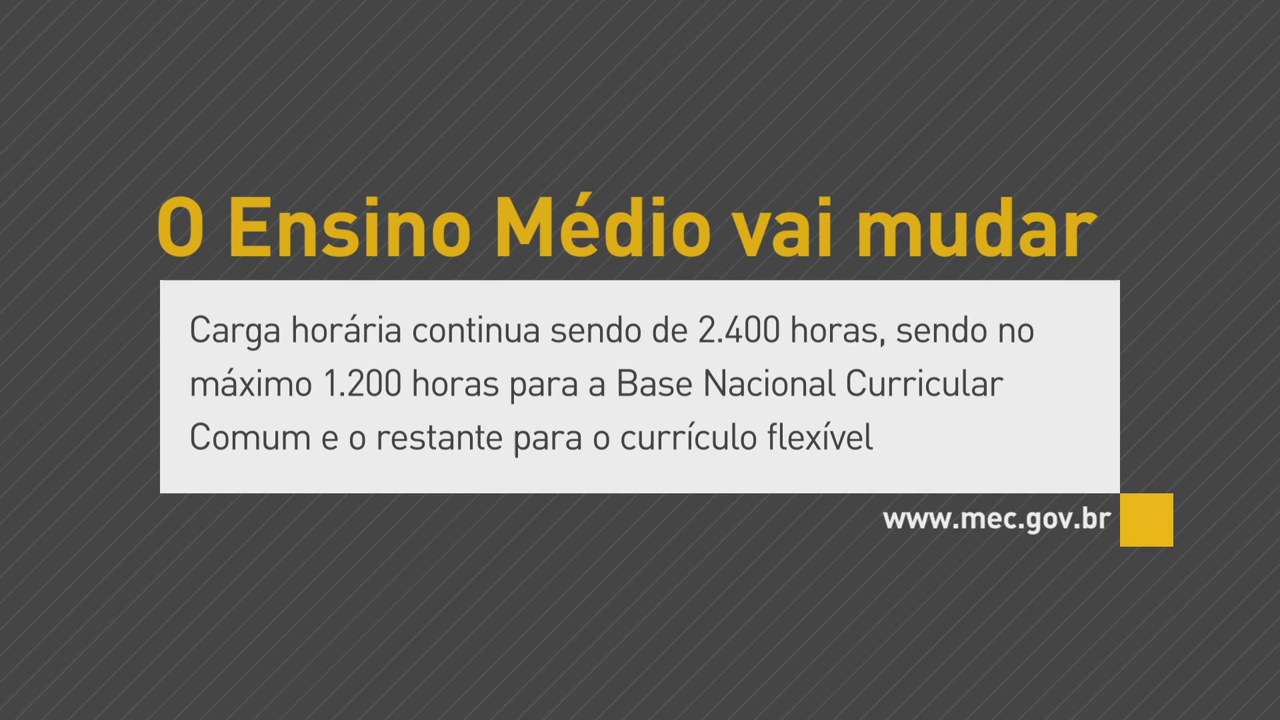 O Ensino Médio vai mudar
Carga horária continua sendo de 2.400 horas, sendo no
máximo 1.200 horas para a Base Nacional Curricular
Comum e o restante para o currículo flexível
www.mec.gov.br